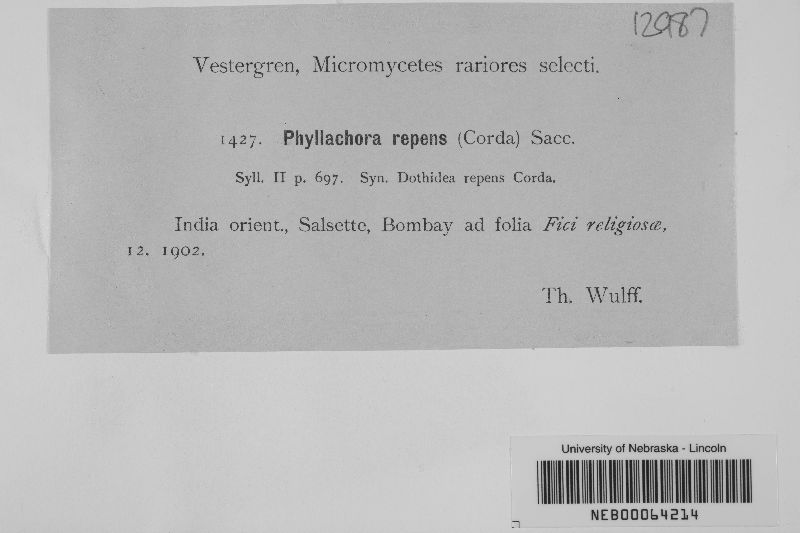 12987
Vestergren, Micromycetes rariores selecti.
1427. Phyllachora repens (Corda) Sacc.
Syll. II p. 697. Syn. Dothidea repens Corda.
India orient., Salsette, Bombay ad folia Fici religiosæ,
12. 1902.
Th. Wulff.
University of Nebraska - Lincoln
NEB00064214